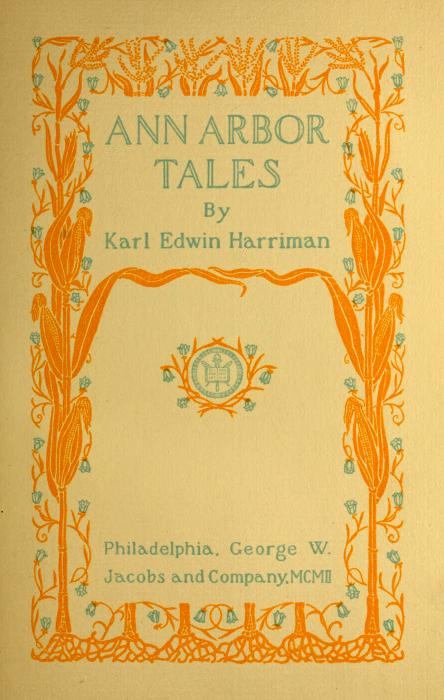 ANN ARBOR
TALES
By
Karl Edwin Harriman
Philadelphia, George W.
Jacobs and Company, MCMII